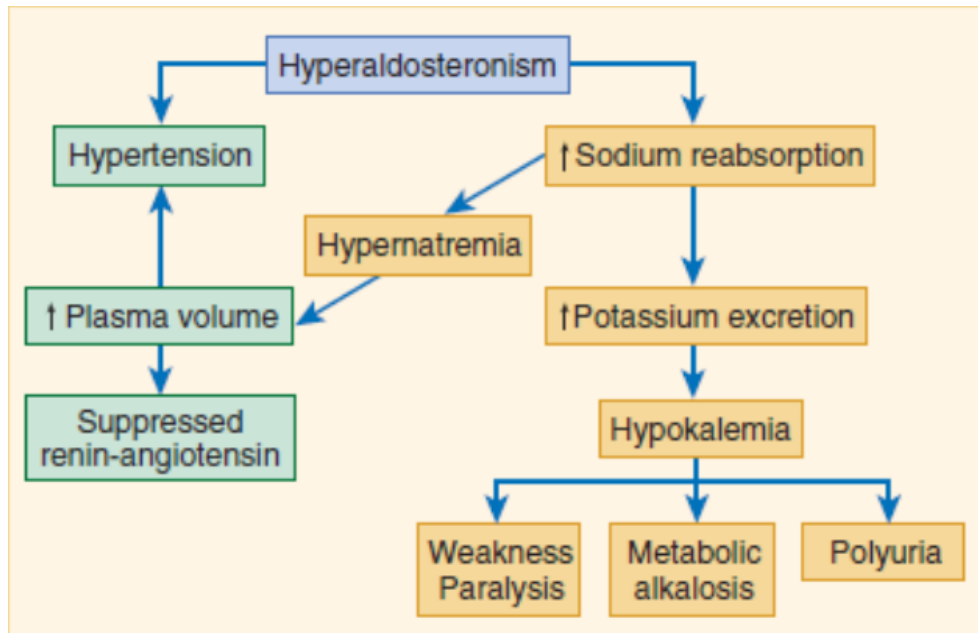 Hyperaldosteronism
Hypertension
↑ Sodium reabsorption
Hypernatremia
↑ Plasma volume
↑ Potassium excretion
Suppressed
renin-angiotensin
Hypokalemia
Weakness
Paralysis
Metabolic
alkalosis
Polyuria